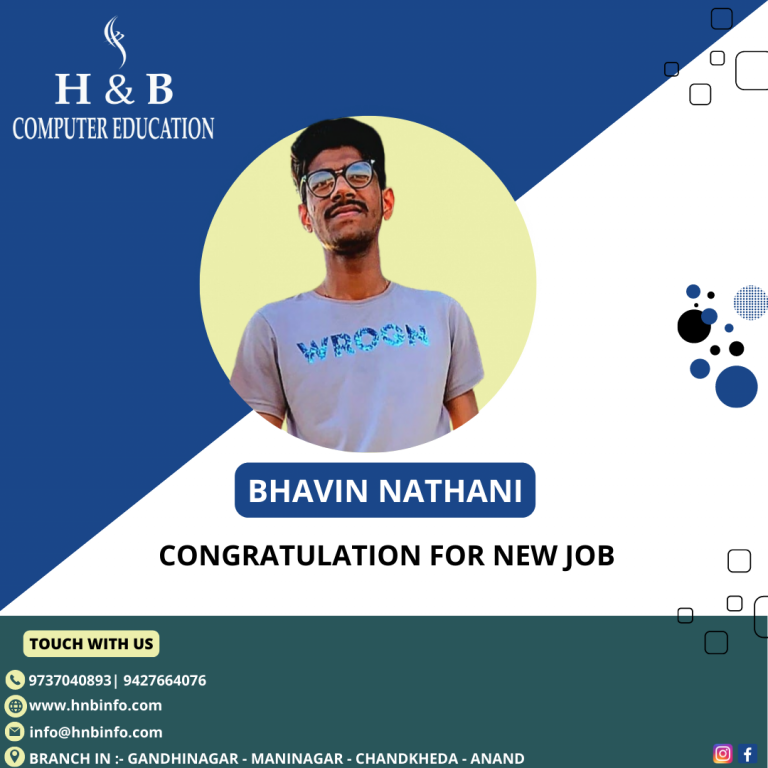 H & B
COMPUTER EDUCATION
WROGN
BHAVIN NATHANI
CONGRATULATION FOR NEW JOB
TOUCH WITH US
9737040893| 9427664076
www.hnbinfo.com
info@hnbinfo.com
BRANCH IN :- GANDHINAGAR - MANINAGAR - CHANDKHEDA - ANAND